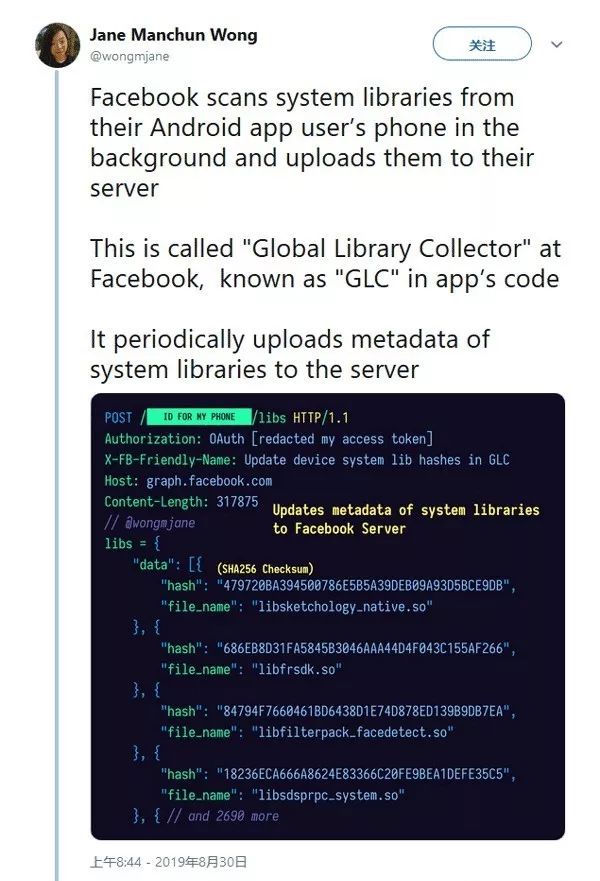 Jane Manchun Wong
@wongmjane
关注
Facebook scans system libraries from
their Android app user’s phone in the
background and uploads them to their
server
This is called "Global Library Collector" at
Facebook, known as "GLC" in app’s code
It periodically uploads metadata of
system libraries to the server
POST / ID FOR MY PHONE /libs HTTP/1.1
Authorization: OAuth [redacted my access token]
X-FB-Friendly-Name: Update device system lib hashes in GLC
Host: graph.facebook.com
Content-Length: 317875
Updates metadata of system libraries
to Facebook Server
// @wongmjane
libs = {
"data": [{ (SHA256 Checksum)
"hash": "479720BA394500786E5B5A39DEB09A93D5BCE9DB",
"file_name": "libsketchology_native.so"
}, {
"hash": "686EB8D31FA5845B3046AAA44D4F043C155AF266",
"file_name": "libfrsdk.so"
}, {
"hash": "84794F7660461BD6438D1E74D878ED139B9DB7EA",
"file_name": "libfilterpack_facedetect.so"
}, {
"hash": "18236ECA666A8624E83366C20FE9BEA1DEFE35C5",
"file_name": "libsdsprpc_system.so"
}, { // and 2690 more
上午8:44 - 2019年8月30日